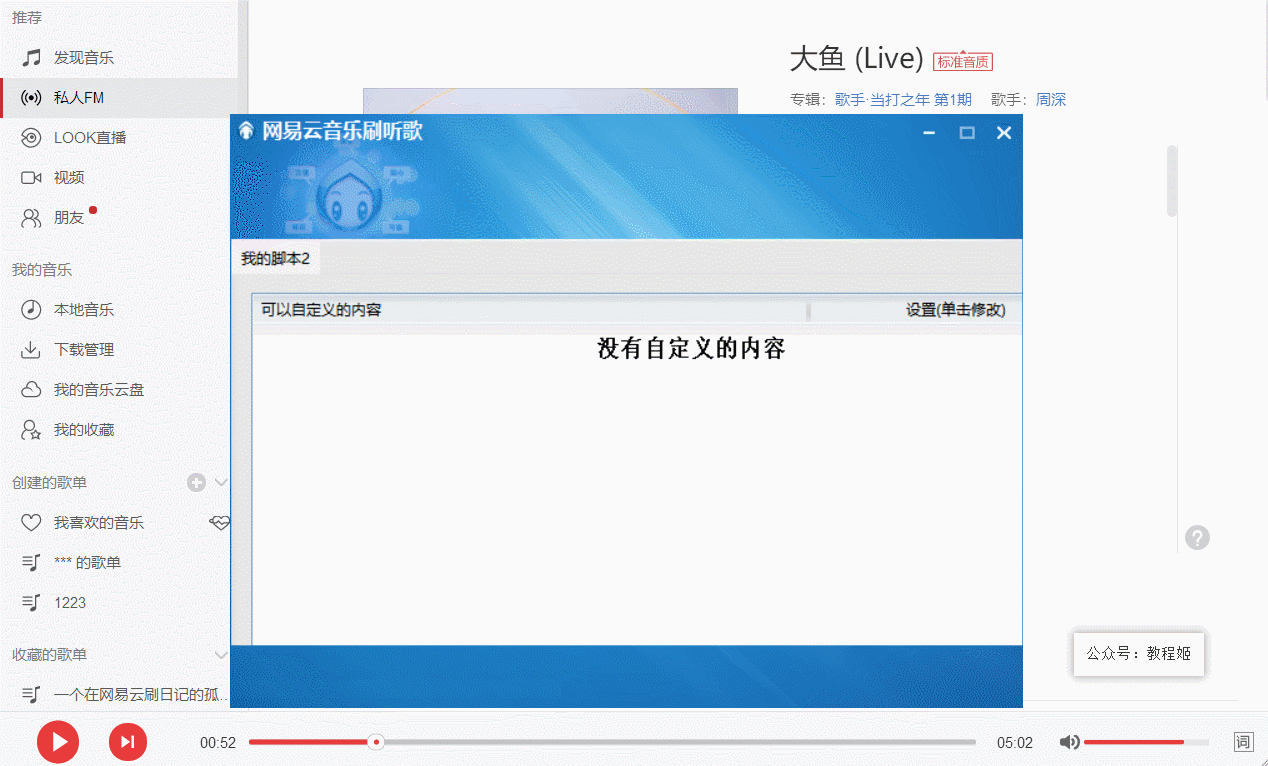 推荐
发现音乐
私人FM
LOOK直播
视频
朋友
我的音乐
本地音乐
下载管理
我的音乐云盘
我的收藏
创建的歌单
我喜欢的音乐
*** 的歌单
1223
收藏的歌单
一个在网易云刷日记的孤...
大鱼 (Live) 标准音质
专辑：歌手·当打之年 第1期 歌手：周深
网易云音乐刷听歌
我的脚本2
可以自定义的内容 设置(单击修改)
没有自定义的内容
?
公众号：教程姬
00:52 05:02 词